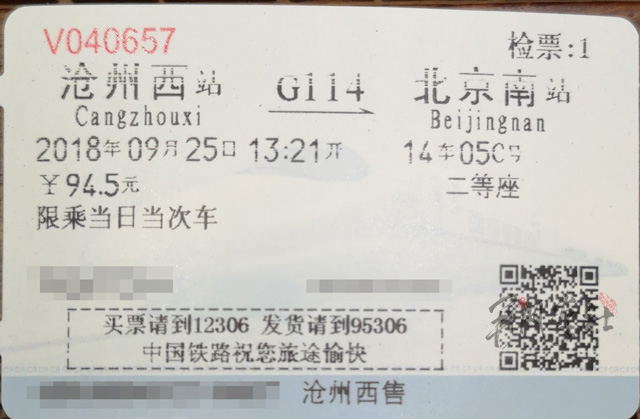 V040657 检票:1
沧州西站 G114 北京南站
Cangzhouxi Beijingnan
2018年09月25日 13:21开 14车05C号
￥94.5元 二等座
限乘当日当次车
买票请到12306 发货请到95306
中国铁路祝您旅途愉快
沧州西售